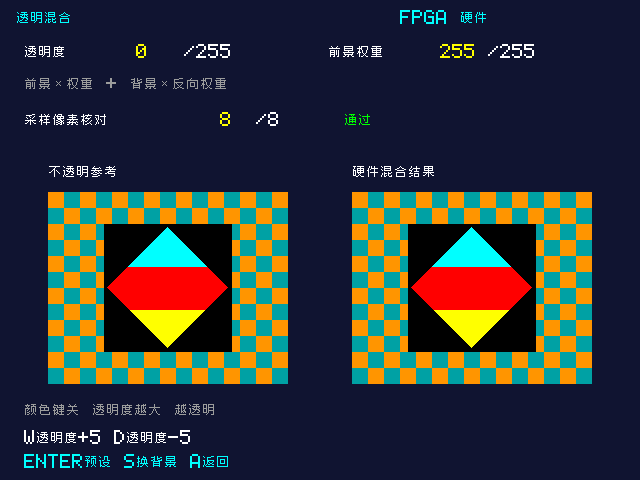 透明混合 FPGA 硬件
透明度 0 /255 前景权重 255 /255
前景×权重 + 背景×反向权重
采样像素核对 8 /8 通过
不透明参考 硬件混合结果
颜色键关 透明度越大 越透明
W透明度+5 D透明度-5
ENTER预设 S换背景 A返回